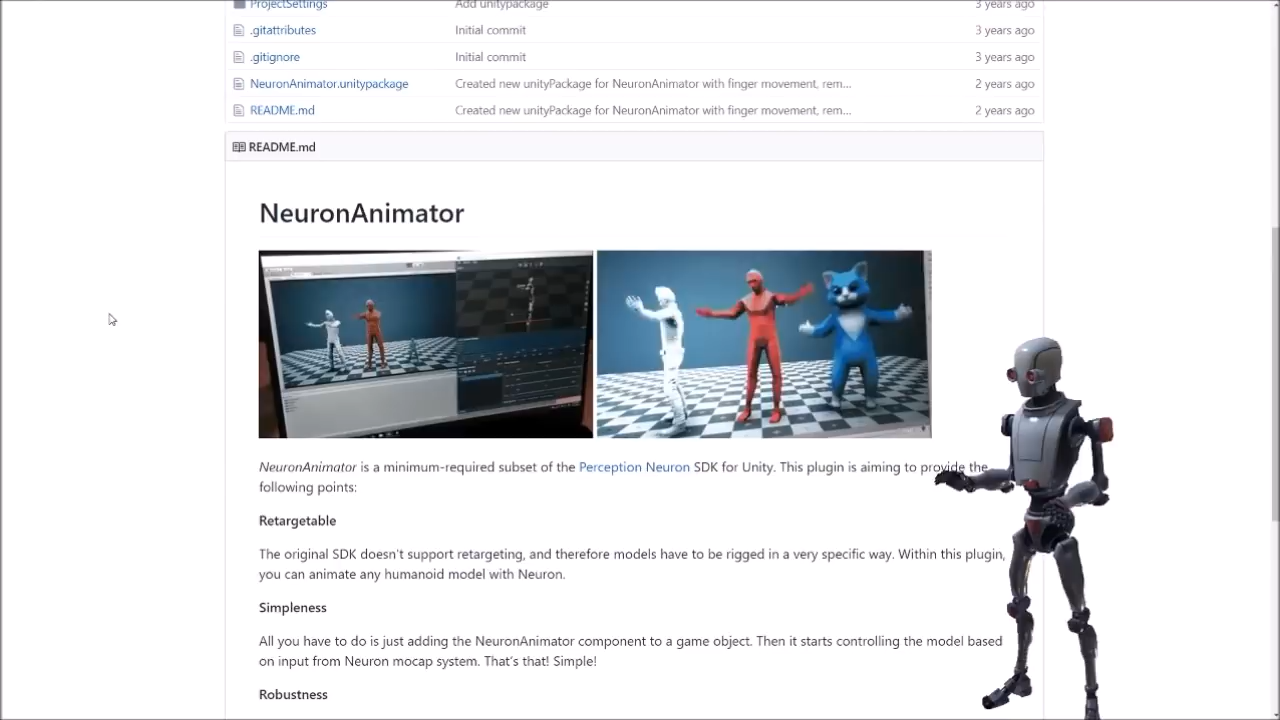 ProjectSettings Add unitypackage 3 years ago
.gitattributes Initial commit 3 years ago
.gitignore Initial commit 3 years ago
NeuronAnimator.unitypackage Created new unityPackage for NeuronAnimator with finger movement, rem... 2 years ago
README.md Created new unityPackage for NeuronAnimator with finger movement, rem... 2 years ago
README.md
NeuronAnimator
NeuronAnimator is a minimum-required subset of the Perception Neuron SDK for Unity. This plugin is aiming to provide the
following points:
Retargetable
The original SDK doesn't support retargeting, and therefore models have to be rigged in a very specific way. Within this plugin,
you can animate any humanoid model with Neuron.
Simpleness
All you have to do is just adding the NeuronAnimator component to a game object. Then it starts controlling the model based
on input from Neuron mocap system. That's that! Simple!
Robustness